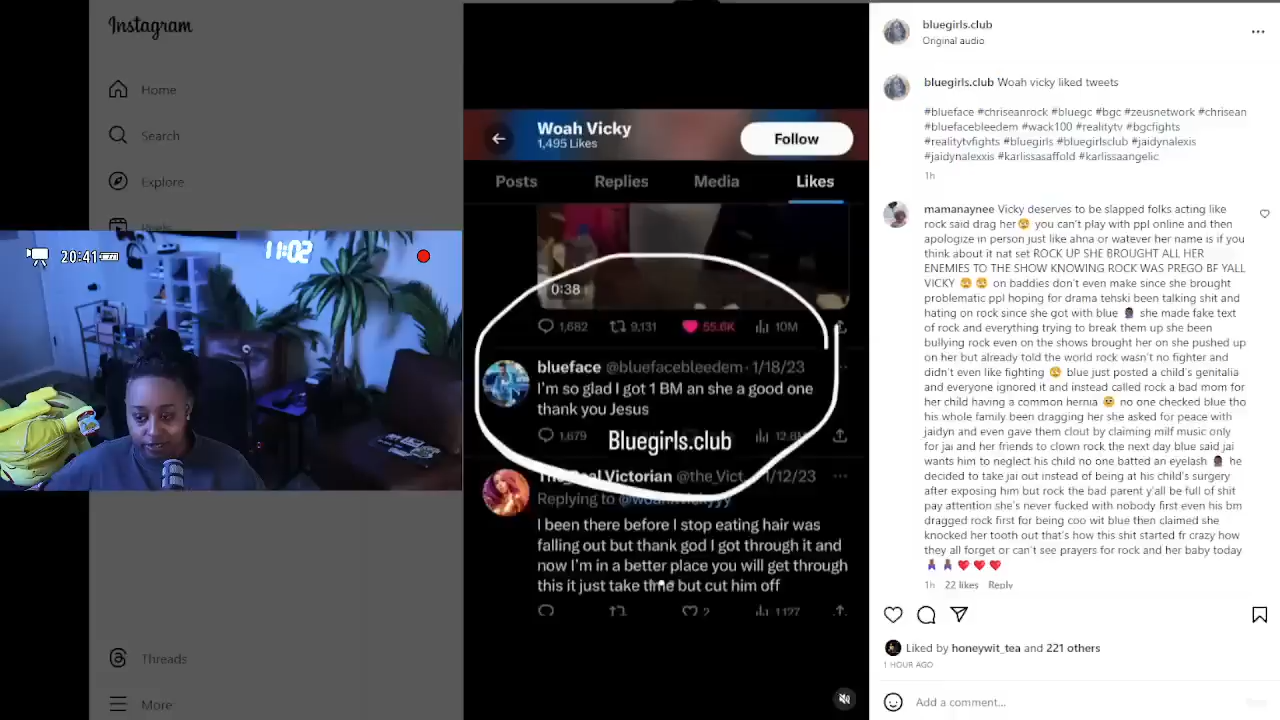 Instagram
Home
Search
Explore
Reels
Threads
More
20:41
11:02
Woah Vicky
1,495 Likes
Follow
Posts
Replies
Media
Likes
0:38
1,682
9,131
55.6K
10M
blueface @bluefacebleedem · 1/18/23
I'm so glad I got 1 BM an she a good one
thank you Jesus
1,679
Bluegirls.club
The Real Victorian @the_Vict.. 1/12/23
Replying to
I been there before I stop eating hair was
falling out but thank god I got through it and
now I'm in a better place you will get through
this it just take time but cut him off
2
bluegirls.club
Original audio
bluegirls.club Woah vicky liked tweets
#blueface #chriseanrock #bluegc #bgc #zeusnetwork #chrisean
#bluefacebleedem #wack100 #realitytv #bgcfights
#realitytvfights #bluegirls #bluegirlsclub #jaidynalexis
#jaidynalexxis #karlissasaffold #karlissaangelic
1h
mamanaynee Vicky deserves to be slapped folks acting like
rock said drag her you can't play with ppl online and then
apologize in person just like ahna or watever her name is if you
think about it nat set ROCK UP SHE BROUGHT ALL HER
ENEMIES TO THE SHOW KNOWING ROCK WAS PREGO BF YALL
VICKY on baddies don't even make since she brought
problematic ppl hoping for drama tehski been talking shit and
hating on rock since she got with blue she made fake text
of rock and everything trying to break them up she been
bullying rock even on the shows brought her on she pushed up
on her but already told the world rock wasn't no fighter and
didn't even like fighting blue just posted a child's genitalia
and everyone ignored it and instead called rock a bad mom for
her child having a common hernia no one checked blue tho
his whole family been dragging her she asked for peace with
jaidyn and even gave them clout by claiming milf music only
for jai and her friends to clown rock the next day blue said jai
wants him to neglect his child no one batted an eyelash he
decided to take jai out instead of being at his child's surgery
after exposing him but rock the bad parent y'all be full of shit
pay attention she's never fucked with nobody first even his bm
dragged rock first for being coo wit blue then claimed she
knocked her tooth out that's how this shit started fr crazy how
they all forget or can't see prayers for rock and her baby today
1h 22 likes Reply
Liked by honeywit_tea and 221 others
1 HOUR AGO
Add a comment...